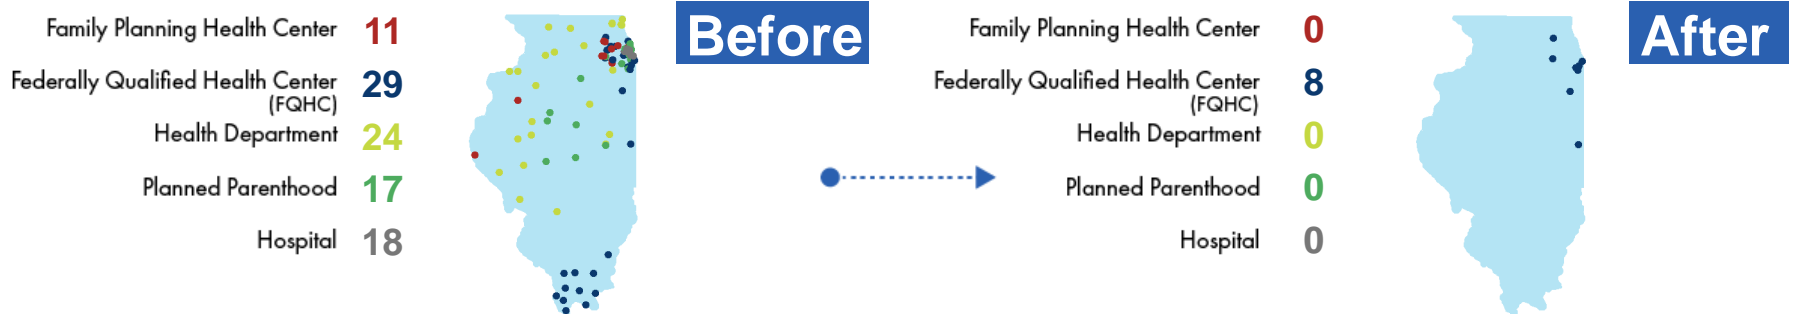 Before
Family Planning Health Center 11
Federally Qualified Health Center 29
(FQHC)
Health Department 24
Planned Parenthood 17
Hospital 18
After
Family Planning Health Center 0
Federally Qualified Health Center 8
(FQHC)
Health Department 0
Planned Parenthood 0
Hospital 0